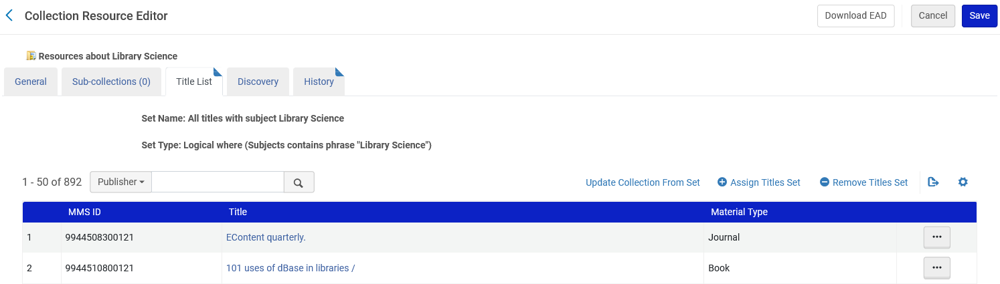 Collection Resource Editor
Download EAD
Cancel
Save
Resources about Library Science
General
Sub-collections (0)
Title List
Discovery
History
Set Name: All titles with subject Library Science
Set Type: Logical where (Subjects contains phrase "Library Science")
1 - 50 of 892
Publisher
Update Collection From Set
Assign Titles Set
Remove Titles Set
MMS ID Title Material Type
1 9944508300121 EContent quarterly. Journal
2 9944510800121 101 uses of dBase in libraries / Book